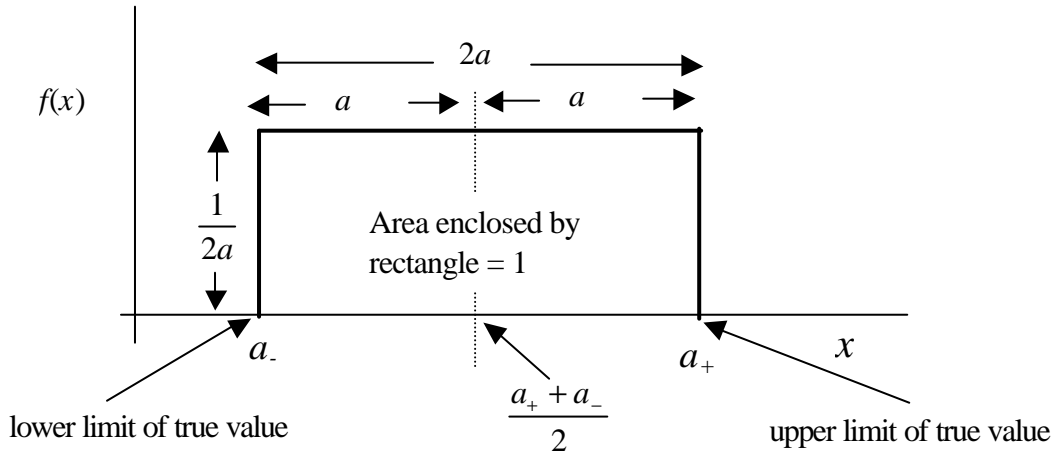 2a
f(x)
a
a
1/2a
Area enclosed by
rectangle = 1
a₋
a₊
x
(a₊ + a₋)/2
lower limit of true value
upper limit of true value